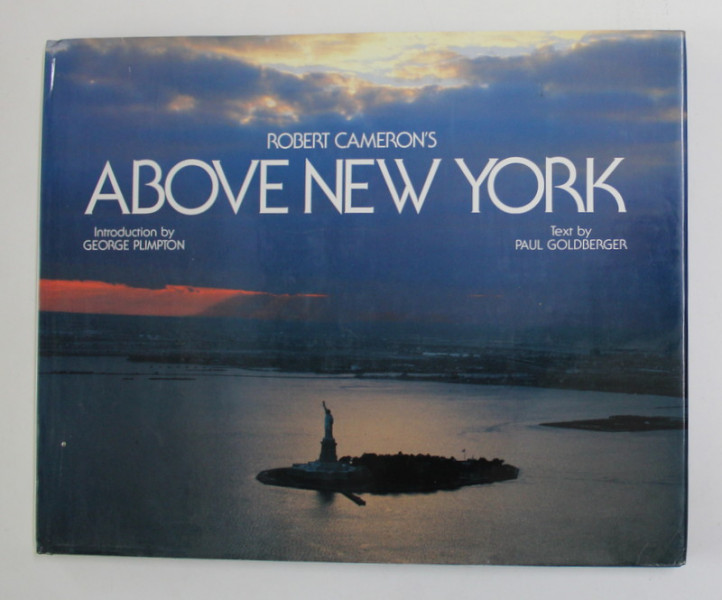 ROBERT CAMERON'S
ABOVE NEW YORK
Introduction by
GEORGE PLIMPTON
Text by
PAUL GOLDBERGER